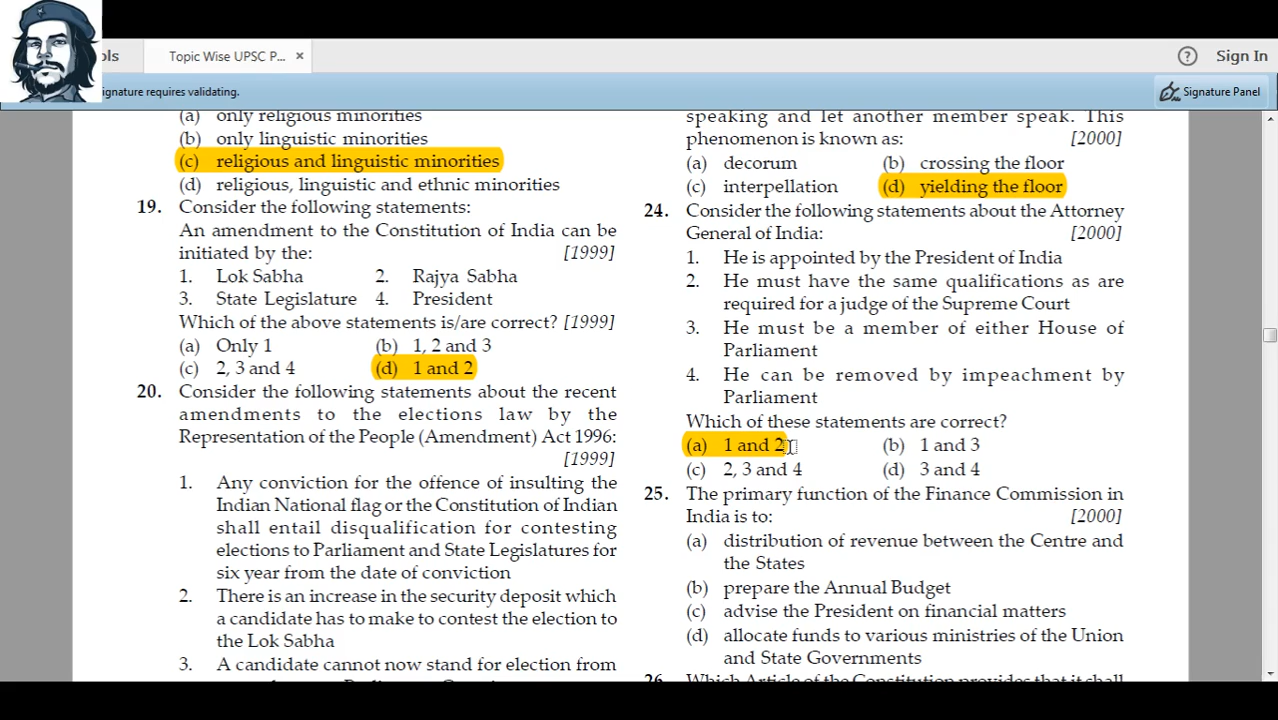 ols
Topic Wise UPSC P... ×
? Sign In
ignature requires validating.
Signature Panel
(a) only religious minorities
(b) only linguistic minorities
(c) religious and linguistic minorities
(d) religious, linguistic and ethnic minorities
19. Consider the following statements:
An amendment to the Constitution of India can be
initiated by the: [1999]
1. Lok Sabha 2. Rajya Sabha
3. State Legislature 4. President
Which of the above statements is/are correct? [1999]
(a) Only 1 (b) 1, 2 and 3
(c) 2, 3 and 4 (d) 1 and 2
20. Consider the following statements about the recent
amendments to the elections law by the
Representation of the People (Amendment) Act 1996:
[1999]
1. Any conviction for the offence of insulting the
Indian National flag or the Constitution of Indian
shall entail disqualification for contesting
elections to Parliament and State Legislatures for
six year from the date of conviction
2. There is an increase in the security deposit which
a candidate has to make to contest the election to
the Lok Sabha
3. A candidate cannot now stand for election from
speaking and let another member speak. This
phenomenon is known as: [2000]
(a) decorum (b) crossing the floor
(c) interpellation (d) yielding the floor
24. Consider the following statements about the Attorney
General of India: [2000]
1. He is appointed by the President of India
2. He must have the same qualifications as are
required for a judge of the Supreme Court
3. He must be a member of either House of
Parliament
4. He can be removed by impeachment by
Parliament
Which of these statements are correct?
(a) 1 and 2 (b) 1 and 3
(c) 2, 3 and 4 (d) 3 and 4
25. The primary function of the Finance Commission in
India is to: [2000]
(a) distribution of revenue between the Centre and
the States
(b) prepare the Annual Budget
(c) advise the President on financial matters
(d) allocate funds to various ministries of the Union
and State Governments
26. Which Article of the Constitution provides that it shall